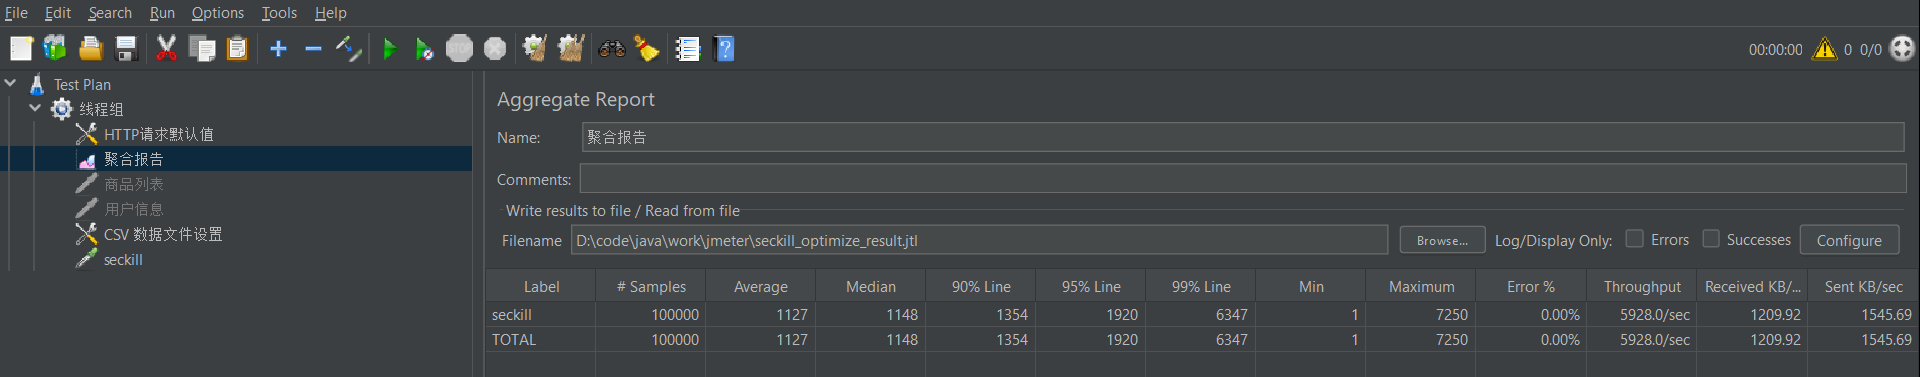 File Edit Search Run Options Tools Help
STOP
00:00:00 0 0/0
Test Plan
线程组
HTTP请求默认值
聚合报告
商品列表
用户信息
CSV 数据文件设置
seckill
Aggregate Report
Name: 聚合报告
Comments:
Write results to file / Read from file
Filename D:\code\java\work\jmeter\seckill_optimize_result.jtl Browse... Log/Display Only: Errors Successes Configure
Label # Samples Average Median 90% Line 95% Line 99% Line Min Maximum Error % Throughput Received KB/... Sent KB/sec
seckill 100000 1127 1148 1354 1920 6347 1 7250 0.00% 5928.0/sec 1209.92 1545.69
TOTAL 100000 1127 1148 1354 1920 6347 1 7250 0.00% 5928.0/sec 1209.92 1545.69